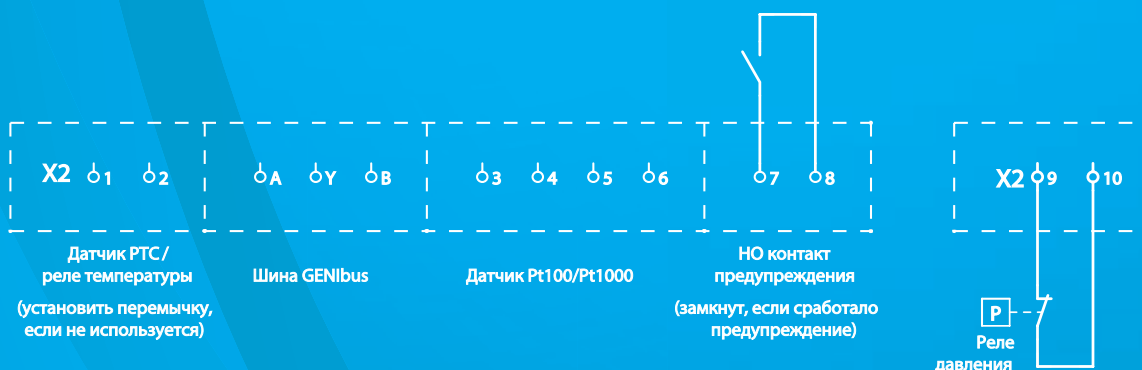 X2 1 2 A Y B 3 4 5 6 7 8 X2 9 10
Датчик PTC /
реле температуры
(установить перемычку,
если не используется)
Шина GENIbus
Датчик Pt100/Pt1000
НО контакт
предупреждения
(замкнут, если сработало
предупреждение)
P
Реле
давления